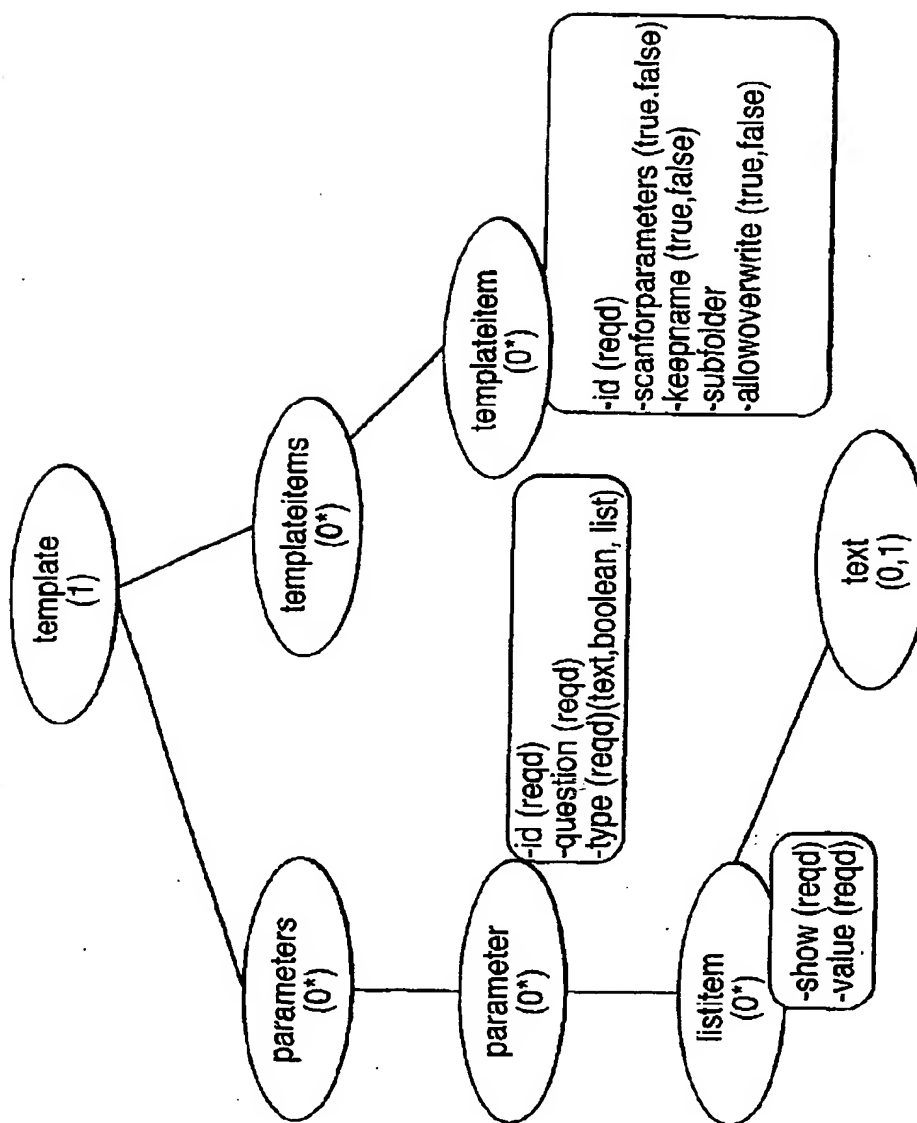 template
(1)
parameters
(0*)
templateitems
(0*)
parameter
(0*)
-id (reqd)
-question (reqd)
-type (reqd)(text,boolean, list)
templateitem
(0*)
-id (reqd)
-scanforparameters (true.false)
-keepname (true,false)
-subfolder
-allowoverwrite (true,false)
listitem
(0*)
-show (reqd)
-value (reqd)
text
(0,1)